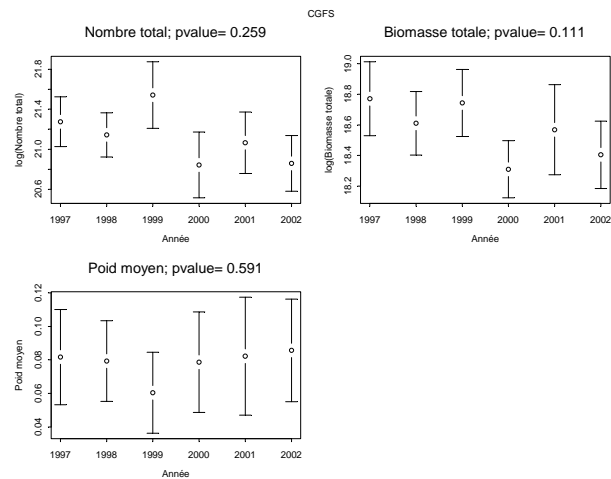 CGFS
Nombre total; pvalue= 0.259
log(Nombre total)
21.8
21.4
21.0
20.6
1997 1998 1999 2000 2001 2002
Année
Biomasse totale; pvalue= 0.111
log(Biomasse totale)
19.0
18.8
18.6
18.4
18.2
1997 1998 1999 2000 2001 2002
Année
Poid moyen; pvalue= 0.591
Poid moyen
0.12
0.10
0.08
0.06
0.04
1997 1998 1999 2000 2001 2002
Année